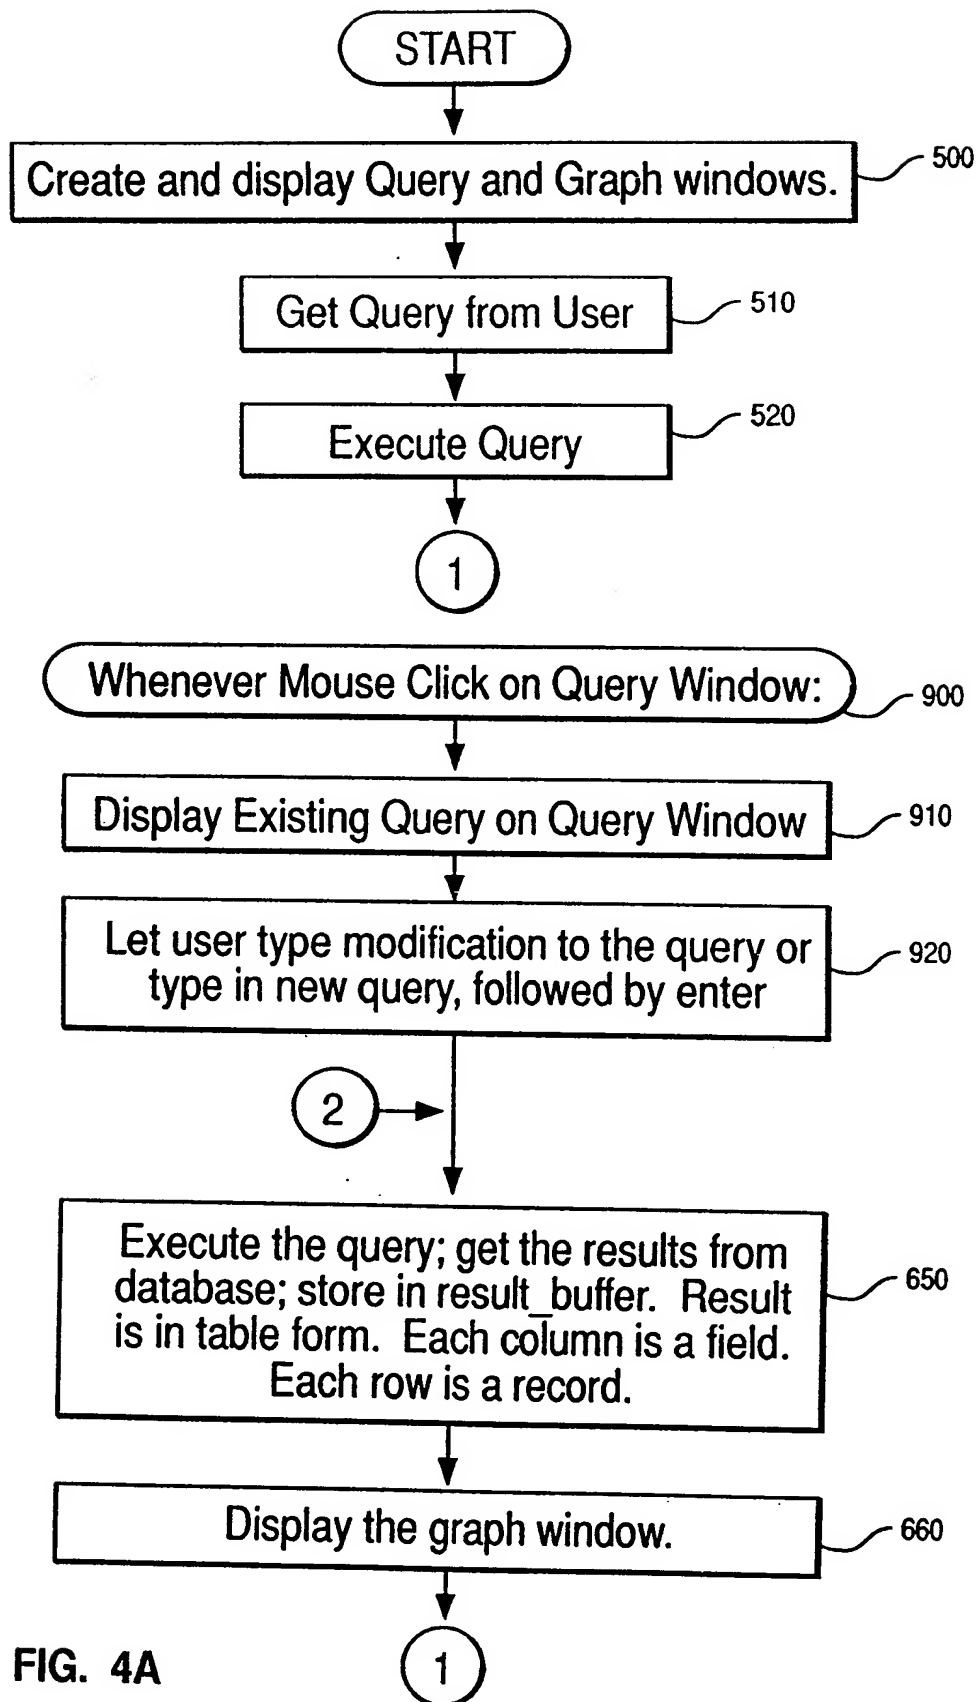 START
Create and display Query and Graph windows.
500
Get Query from User
510
Execute Query
520
1
Whenever Mouse Click on Query Window:
900
Display Existing Query on Query Window
910
Let user type modification to the query or
type in new query, followed by enter
920
2
Execute the query; get the results from
database; store in result_buffer. Result
is in table form. Each column is a field.
Each row is a record.
650
Display the graph window.
660
1
FIG. 4A